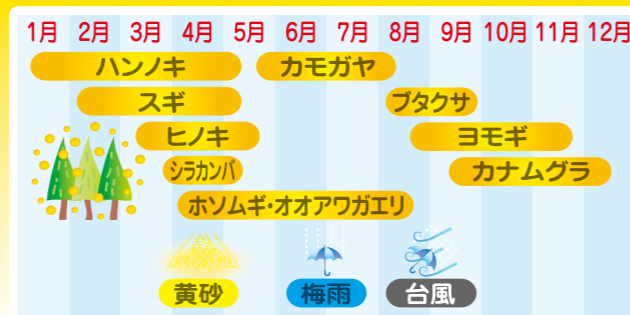 1月 2月 3月 4月 5月 6月 7月 8月 9月 10月 11月 12月
ハンノキ カモガヤ
スギ ブタクサ
ヒノキ ヨモギ
シラカンバ カナムグラ
ホソムギ・オオアワガエリ
黄砂 梅雨 台風